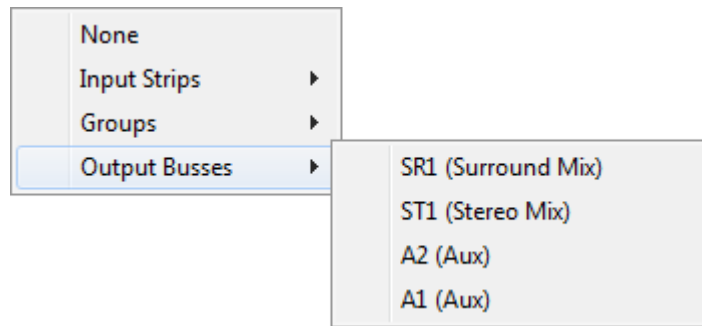 None
Input Strips
Groups
Output Busses
SR1 (Surround Mix)
ST1 (Stereo Mix)
A2 (Aux)
A1 (Aux)